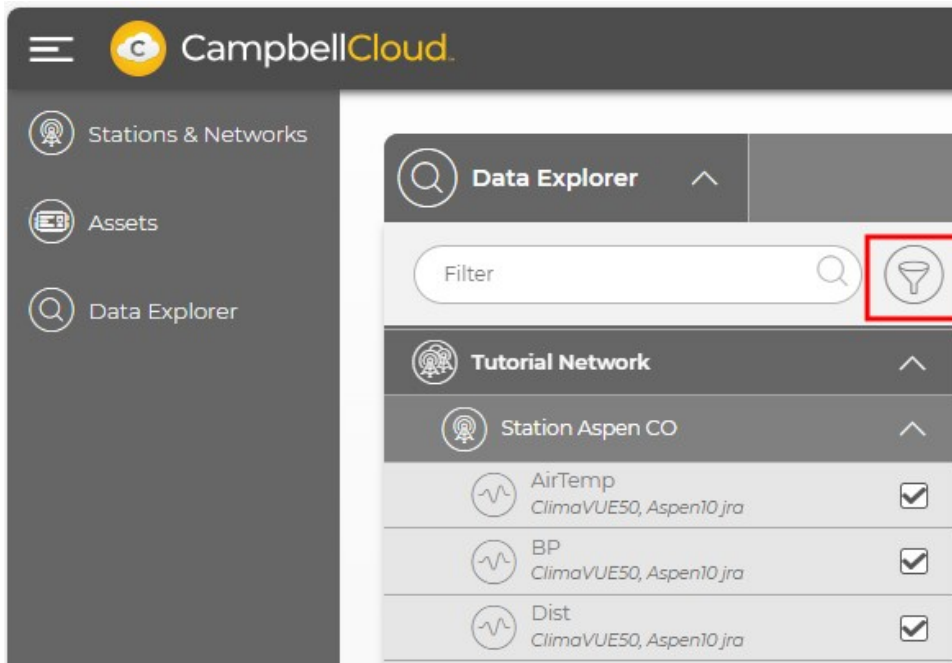 CampbellCloud
Stations & Networks
Assets
Data Explorer
Data Explorer
Filter
Tutorial Network
Station Aspen CO
AirTemp
ClimaVUE50, Aspen10 jra
BP
ClimaVUE50, Aspen10 jra
Dist
ClimaVUE50, Aspen10 jra